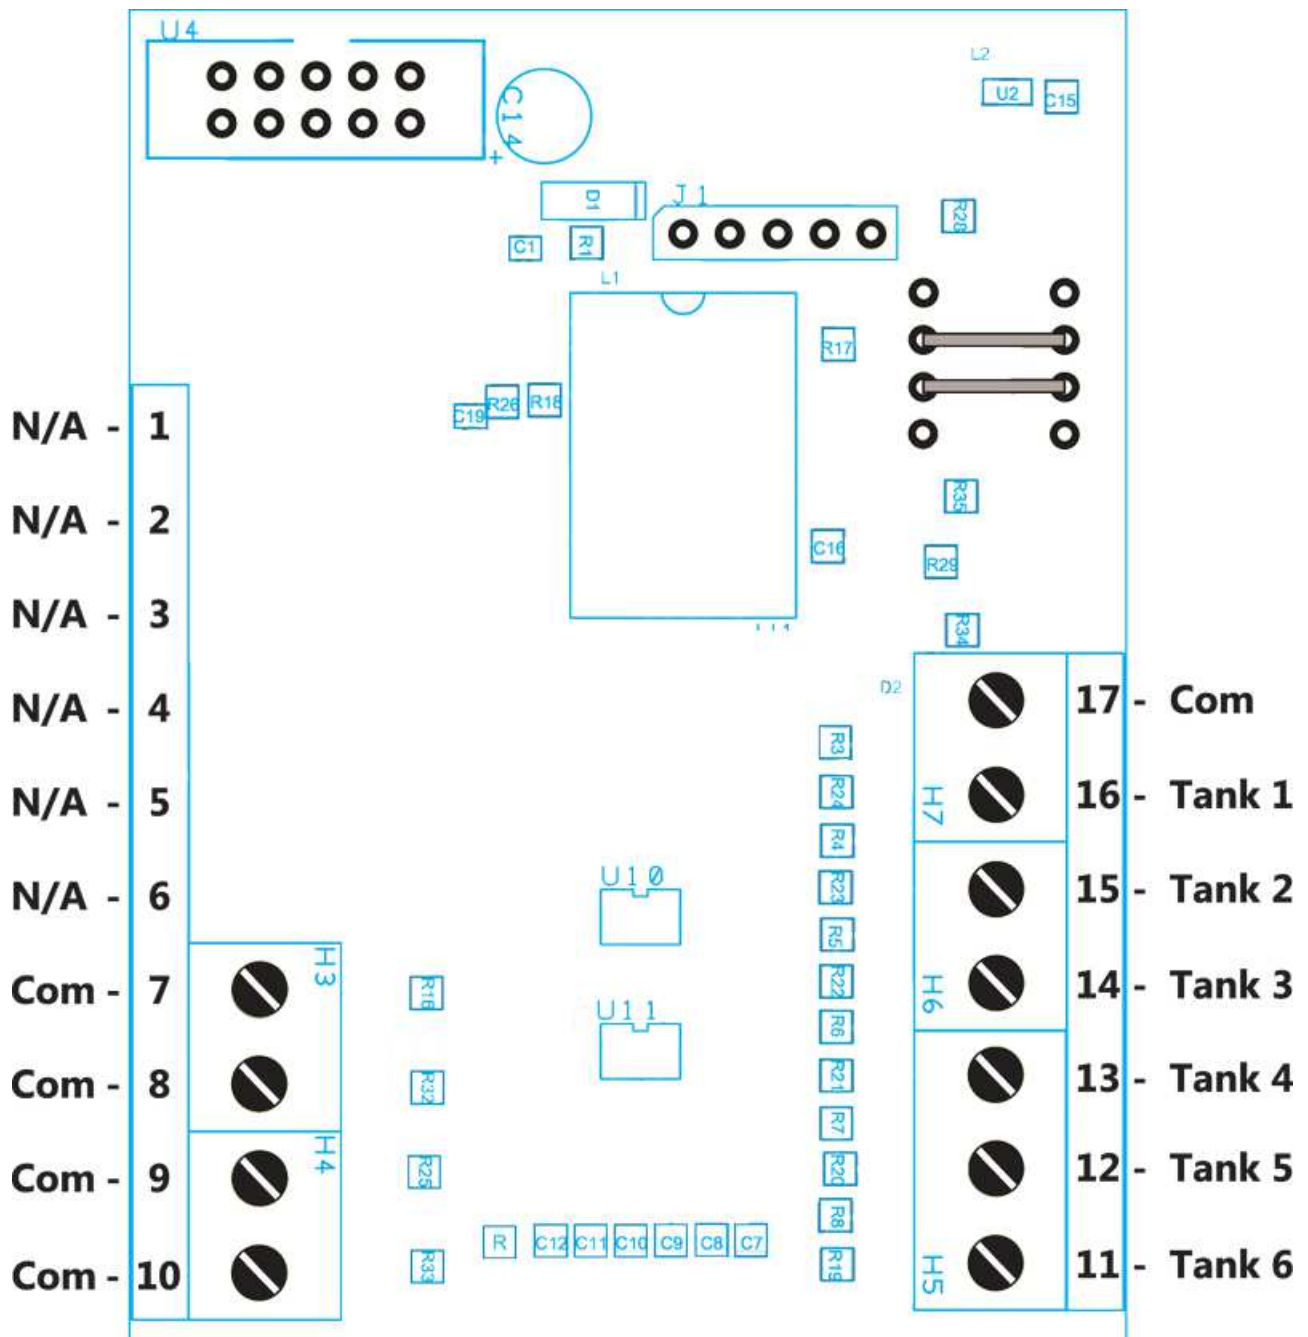 U4
L2
C14
U2
C15
+
D1
J1
R28
C1
R1
L1
R17
N/A - 1
C19
R26
R18
R35
N/A - 2
C16
R29
N/A - 3
R34
D2
N/A - 4
17 - Com
R3
N/A - 5
R24
H7
16 - Tank 1
R4
U10
N/A - 6
R23
15 - Tank 2
R5
H3
Com - 7
R16
U11
R22
H6
14 - Tank 3
R6
Com - 8
R32
R21
13 - Tank 4
R7
H4
Com - 9
R25
R20
12 - Tank 5
R8
R
C12
C11
C10
C9
C8
C7
Com - 10
R33
R19
H5
11 - Tank 6